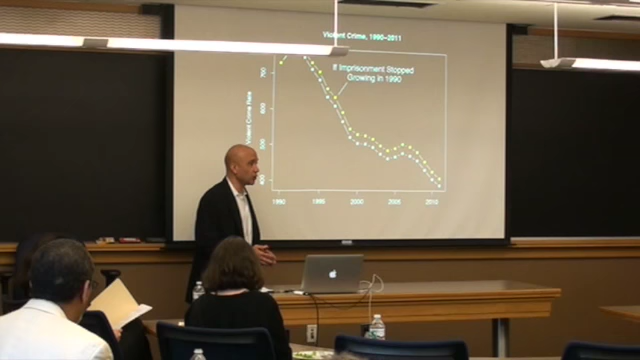 Violent Crime, 1990-2011
If Imprisonment Stopped
Growing in 1990
Violent Crime Rate
700
600
500
400
1990
1995
2000
2005
2010